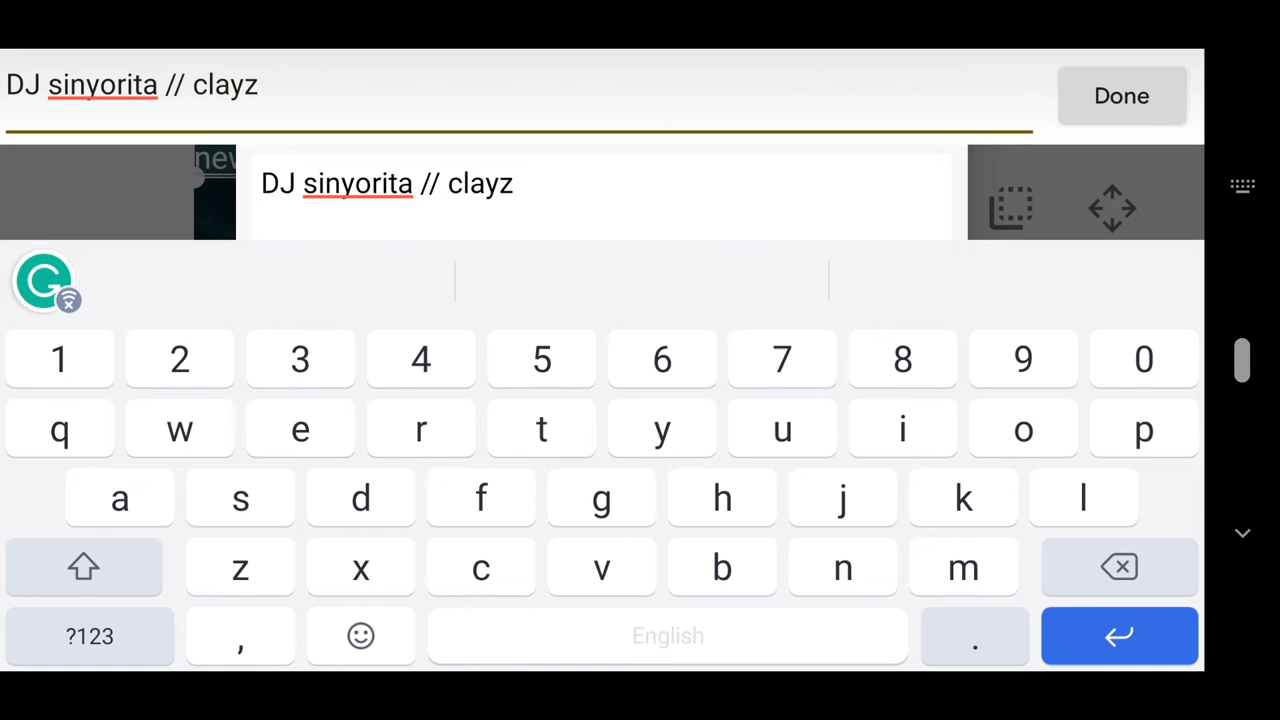 DJ sinyorita // clayz
Done
new
DJ sinyorita // clayz
1 2 3 4 5 6 7 8 9 0
q w e r t y u i o p
a s d f g h j k l
z x c v b n m
?123 , English .